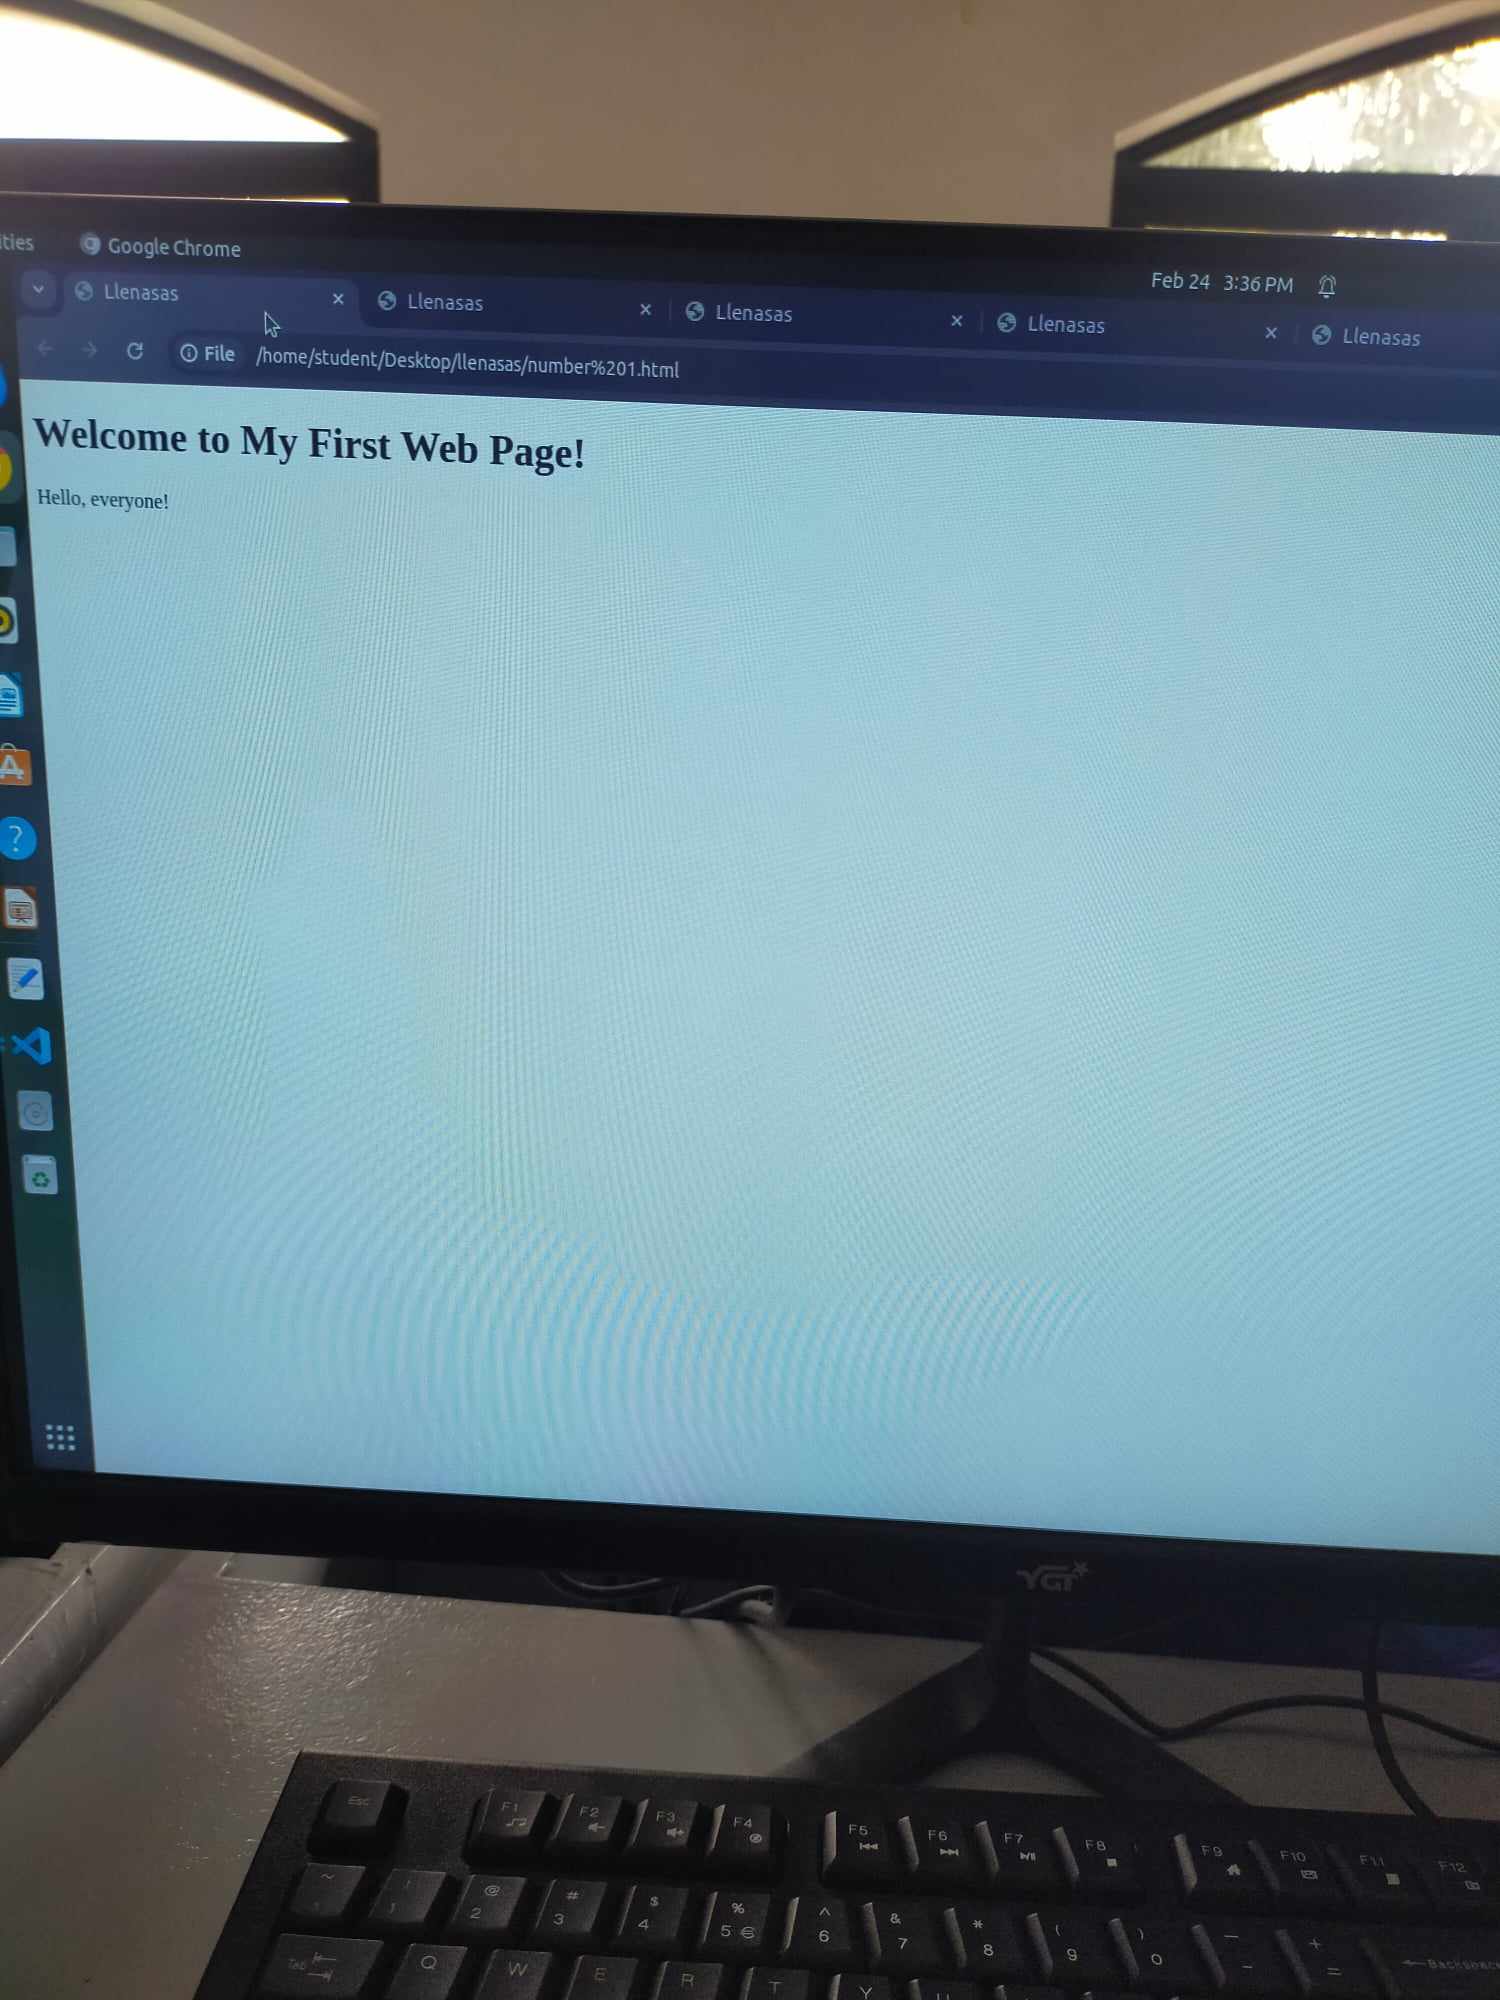 ities Google Chrome
Feb 24 3:36 PM
Llenasas Llenasas Llenasas Llenasas Llenasas
File /home/student/Desktop/llenasas/number%201.html
Welcome to My First Web Page!
Hello, everyone!
YGT
Esc F1 F2 F3 F4 F5 F6 F7 F8 F9 F10 F11 F12
~ ! @ # $ % ^ & * ( ) — +
2 3 4 5 € 6 7 8 9 0 - = Backspace
Tab Q W E R T Y U